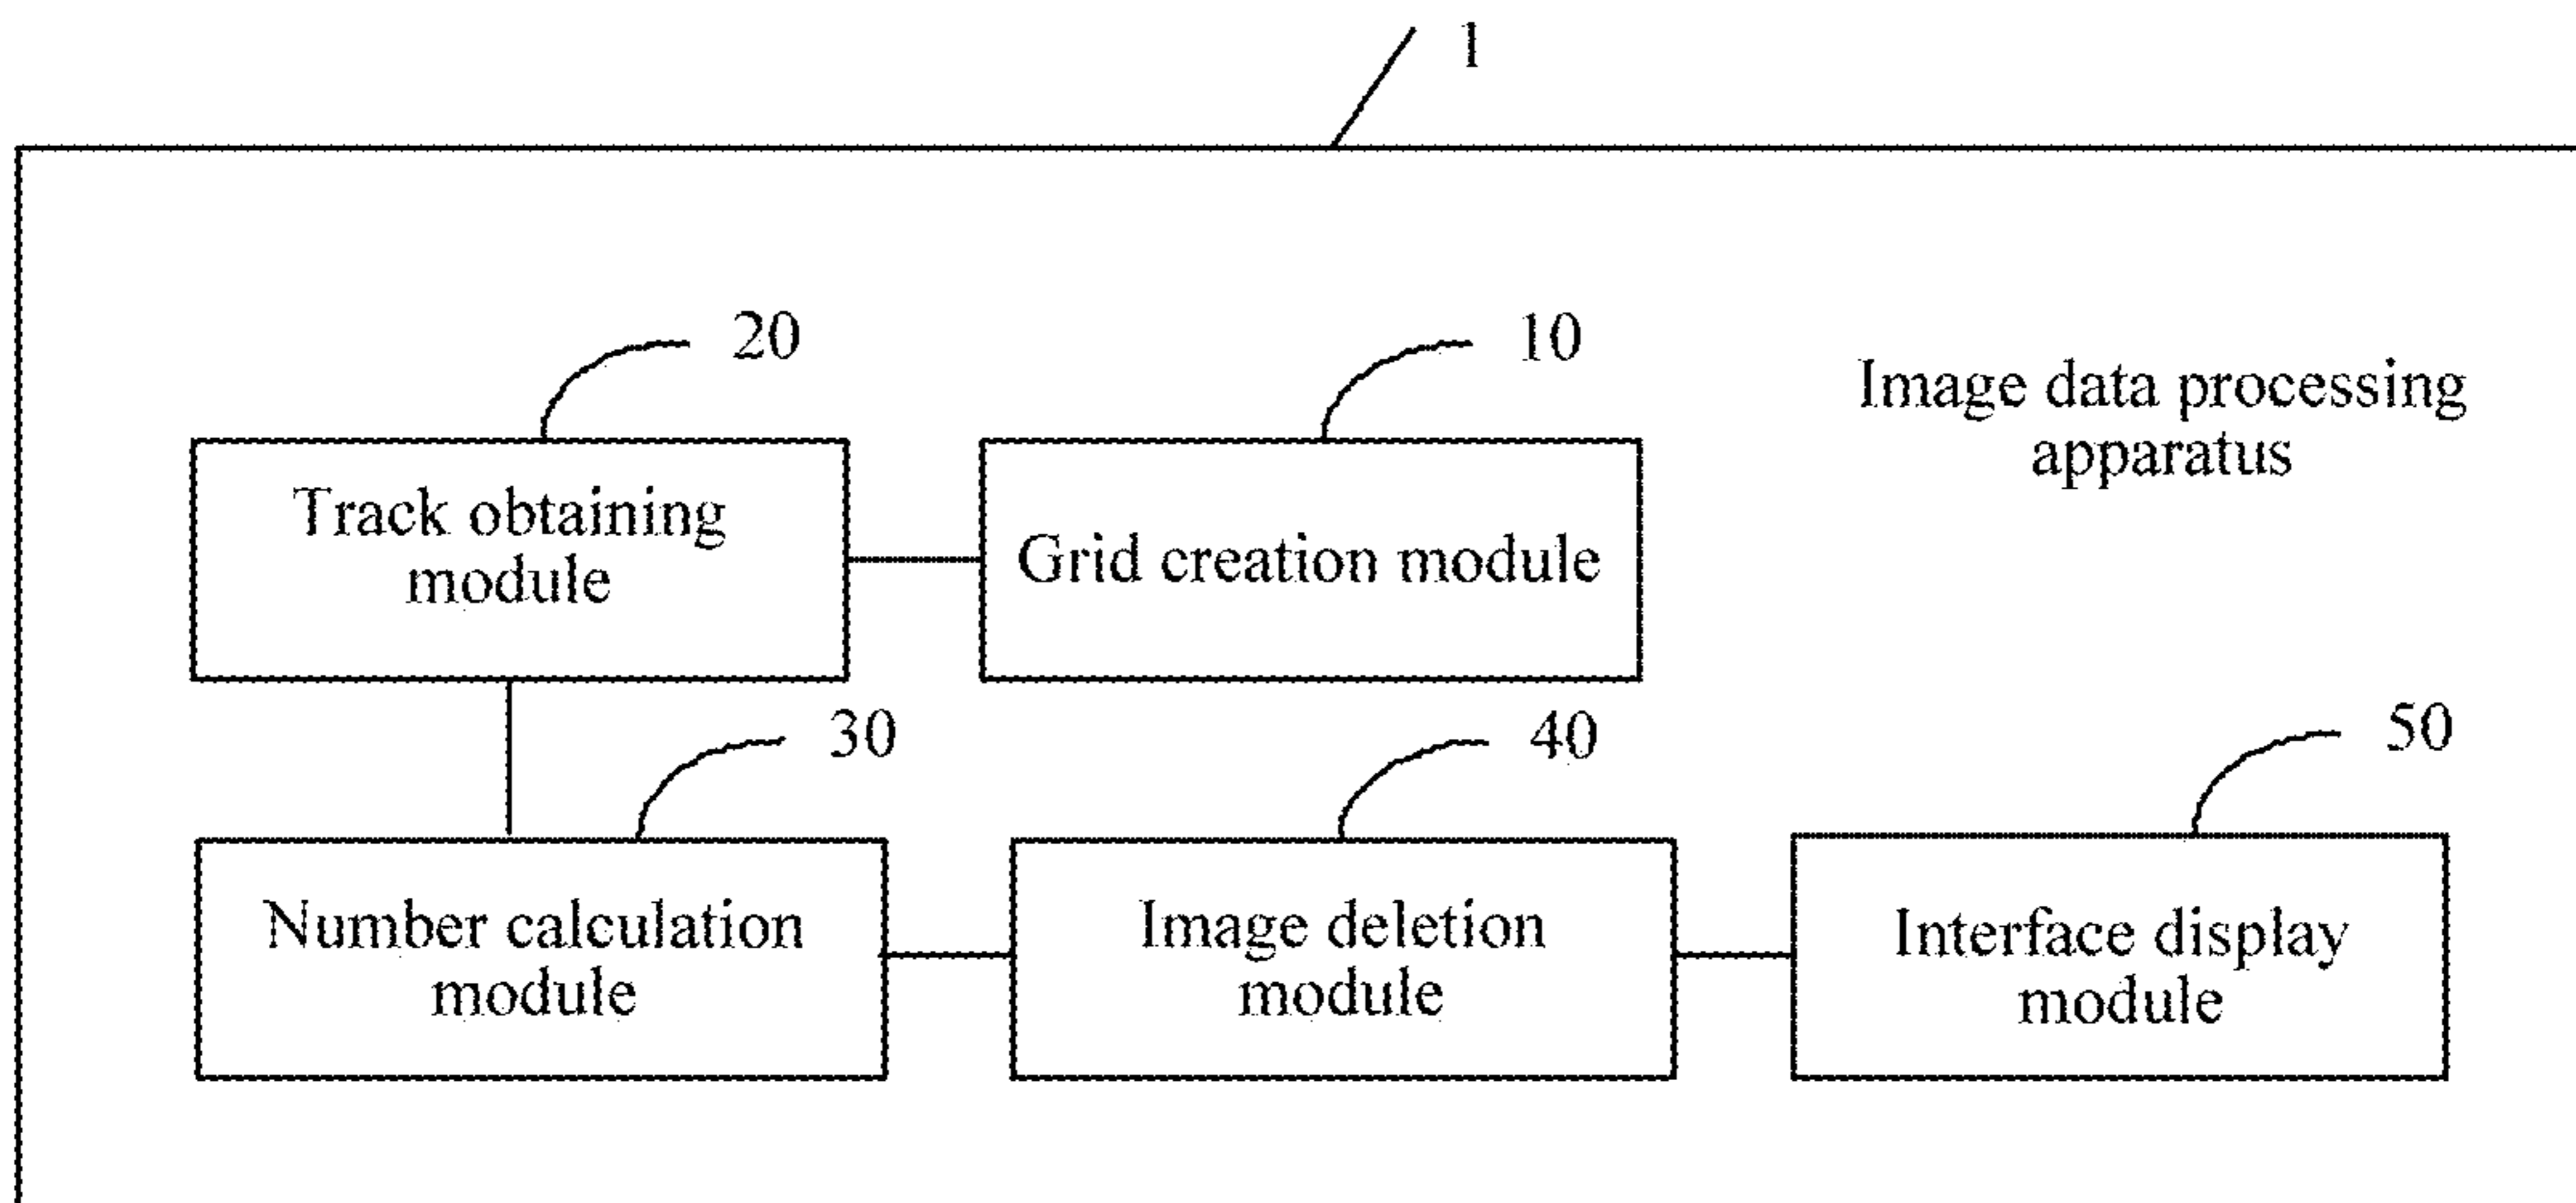 1
20
10
Image data processing
apparatus
Track obtaining
module
Grid creation module
30
40
50
Number calculation
module
Image deletion
module
Interface display
module